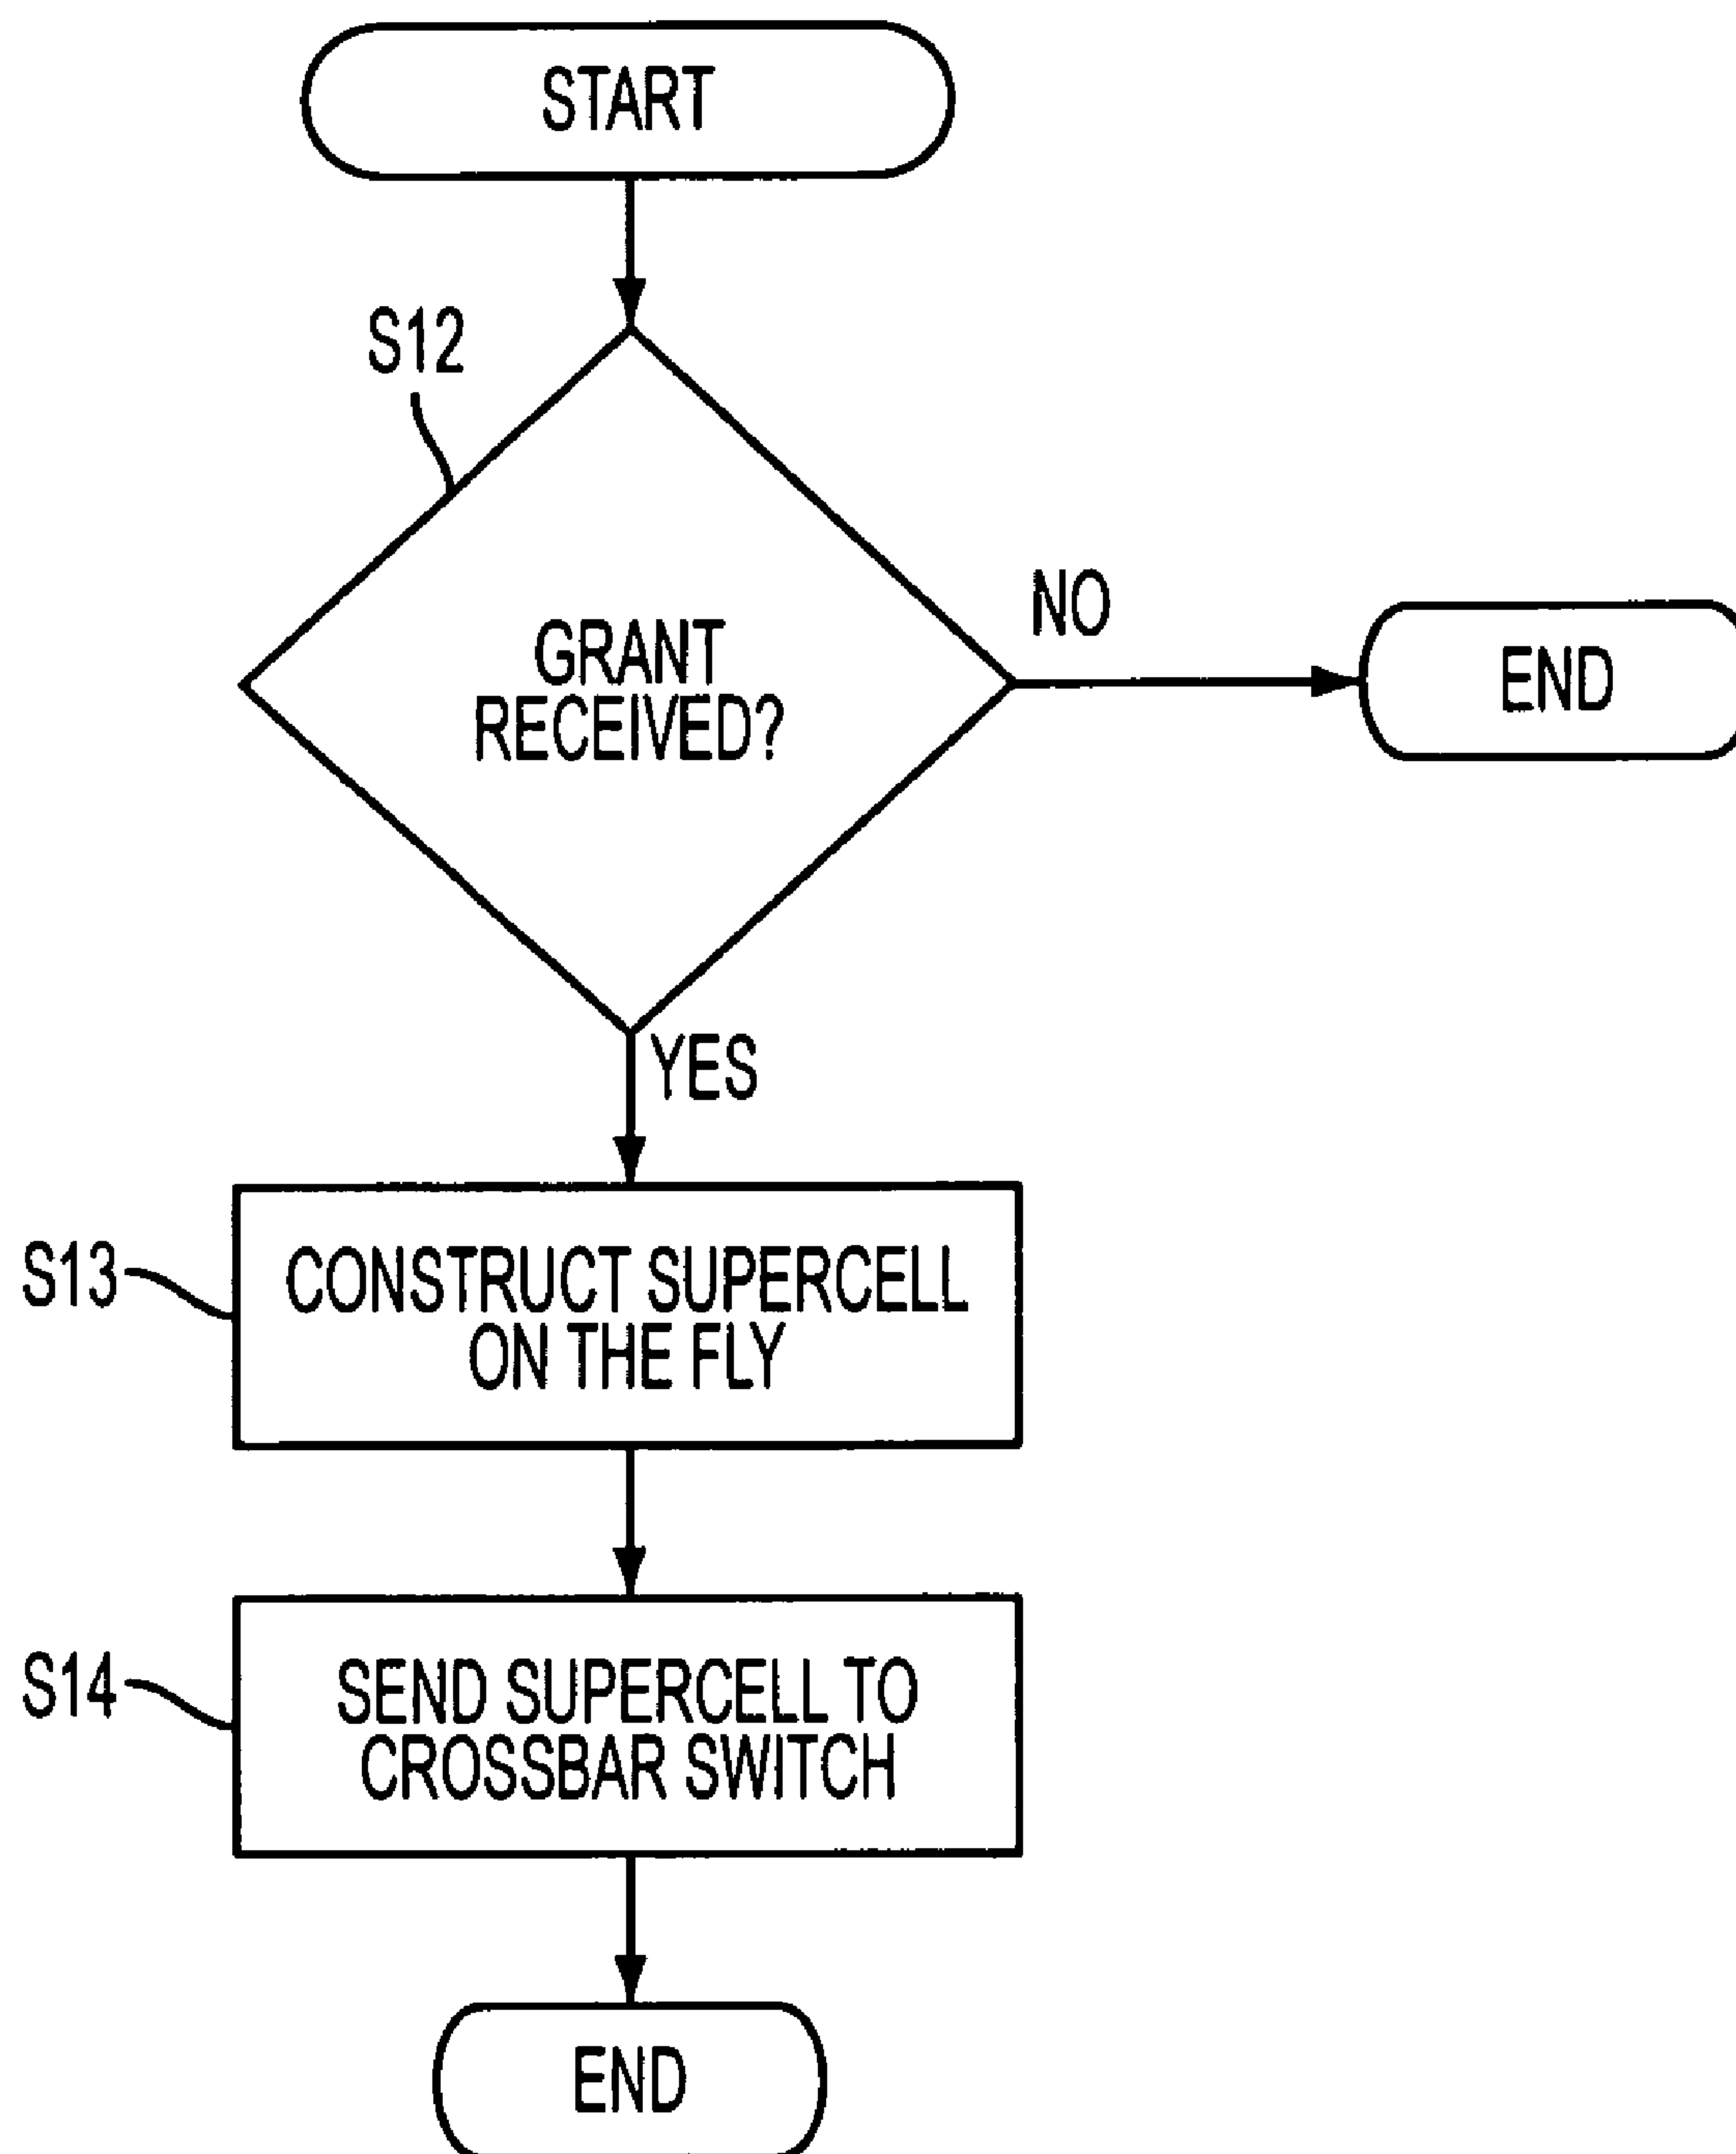 START
S12
GRANT
RECEIVED?
NO
END
YES
S13
CONSTRUCT SUPERCELL
ON THE FLY
S14
SEND SUPERCELL TO
CROSSBAR SWITCH
END